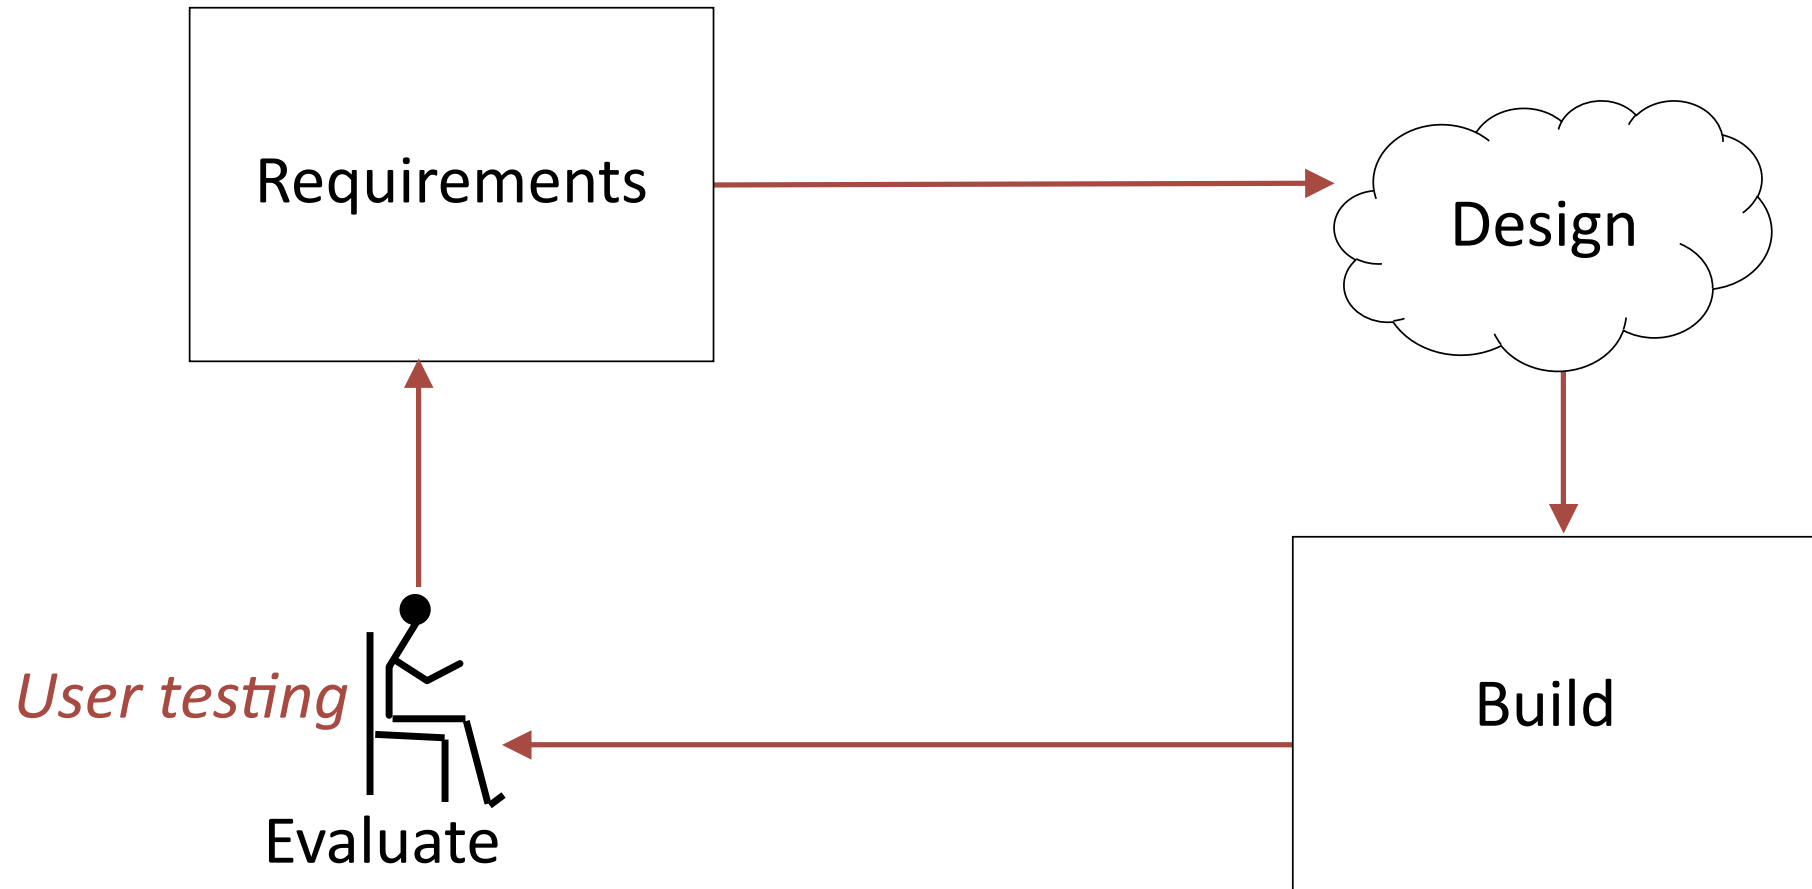 Requirements
Design
Build
User testing
Evaluate